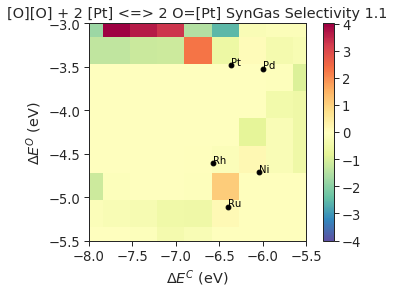 [O][O] + 2 [Pt] <=> 2 O=[Pt] SynGas Selectivity 1.1
−3.0
−3.5
−4.0
−4.5
−5.0
−5.5
ΔE^O (eV)
Pt
Pd
Rh
Ni
Ru
−8.0 −7.5 −7.0 −6.5 −6.0 −5.5
ΔE^C (eV)
4
3
2
1
0
−1
−2
−3
−4